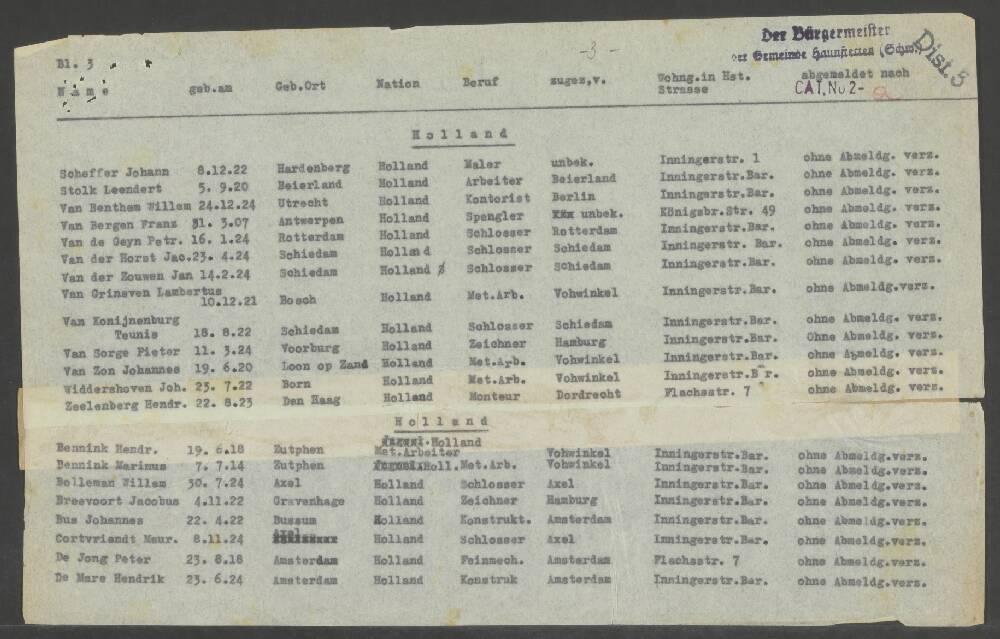 Bl. 3
-3-
Der Bürgermeister
der Gemeinde Haunstetten (Schw.)
Dist. 5
Name geb.am Geb.Ort Nation Beruf zugez,v. Wohng.in Hst. Strasse abgemeldet nach
CAT. No 2-
Holland
Scheffer Johann 8.12.22 Hardenberg Holland Maler unbek. Inningerstr. 1 ohne Abmeldg. verz.
Stolk Leendert 5. 9.20 Beierland Holland Arbeiter Beierland Inningerstr.Bar. ohne Abmeldg. verz.
Van Benthem Willem 24.12.24 Utrecht Holland Kontorist Berlin Inningerstr.Bar. ohne Abmeldg. verz.
Van Bergen Franz 31. 3.07 Antwerpen Holland Spengler unbek. Königsbr.Str. 49 ohne Abmeldg. verz.
Van de Geyn Petr. 16. 1.24 Rotterdam Holland Schlosser Rotterdam Inningerstr.Bar. ohne Abmeldg. verz.
Van der Horst Jac.23. 4.24 Schiedam Holland Schlosser Schiedam Inningerstr. Bar. ohne Abmeldg. verz.
Van der Zouwen Jan 14.2.24 Schiedam Holland Schlosser Schiedam Inningerstr.Bar. ohne Abmeldg. verz.
Van Grinsven Lambertus
10.12.21 Bosch Holland Met.Arb. Vohwinkel Inningerstr.Bar. ohne Abmeldg.verz.
Van Konijnenburg
Teunis 18. 8.22 Schiedam Holland Schlosser Schiedam Inningerstr.Bar. ohne Abmeldg. verz.
Van Sorge Pieter 11. 3.24 Voorburg Holland Zeichner Hamburg Inningerstr.Bar. Ohne Abmeldg. verz.
Van Zon Johannes 19. 6.20 Loon op Zand Holland Met.Arb. Vohwinkel Inningerstr.Bar. ohne Abmeldg. verz.
Widdershoven Joh. 23. 7.22 Born Holland Met.Arb. Vohwinkel Inningerstr.Bar. ohne Abmeldg. verz.
Zeelenberg Hendr. 22. 8.23 Den Haag Holland Monteur Dordrecht Flachsstr. 7 ohne Abmeldg. verz.
Holland
Holland
Bennink Hendr. 19. 6.18 Zutphen Met.Arbeiter Vohwinkel Inningerstr.Bar. ohne Abmeldg.verz.
Bennink Marinus 7. 7.14 Zutphen Holl.Met.Arb. Vohwinkel Inningerstr.Bar. ohne Abmeldg.verz.
Bolleman Willem 30. 7.24 Axel Holland Schlosser Axel Inningerstr.Bar. ohne Abmeldg.verz.
Breevoort Jacobus 4.11.22 Gravenhage Holland Zeichner Hamburg Inningerstr.Bar. ohne Abmeldg.verz.
Bus Johannes 22. 4.22 Bussum Holland Konstrukt. Amsterdam Inningerstr.Bar. ohne Abmeldg.verz.
Cortvriendt Maur. 8.11.24 Axel Holland Schlosser Axel Inningerstr.Bar. ohne Abmeldg.verz.
De Jong Peter 23. 8.18 Amsterdam Holland Feinmech. Amsterdam Flachsstr. 7 ohne Abmeldg.verz.
De Mare Hendrik 23. 6.24 Amsterdam Holland Konstruk Amsterdam Inningerstr.Bar. ohne Abmeldg.verz.